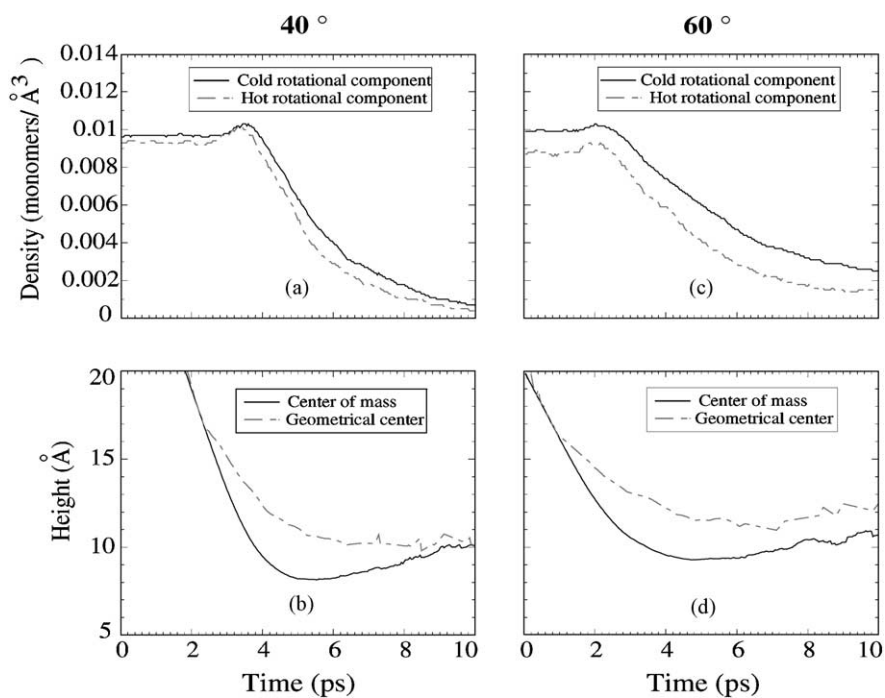 40 °
60 °
Density (monomers/Å³)
0.014
0.012
0.01
0.008
0.006
0.004
0.002
0
Cold rotational component
Hot rotational component
(a)
Cold rotational component
Hot rotational component
(c)
Height (Å)
20
15
10
5
Center of mass
Geometrical center
(b)
0 2 4 6 8 10
Time (ps)
Center of mass
Geometrical center
(d)
0 2 4 6 8 10
Time (ps)